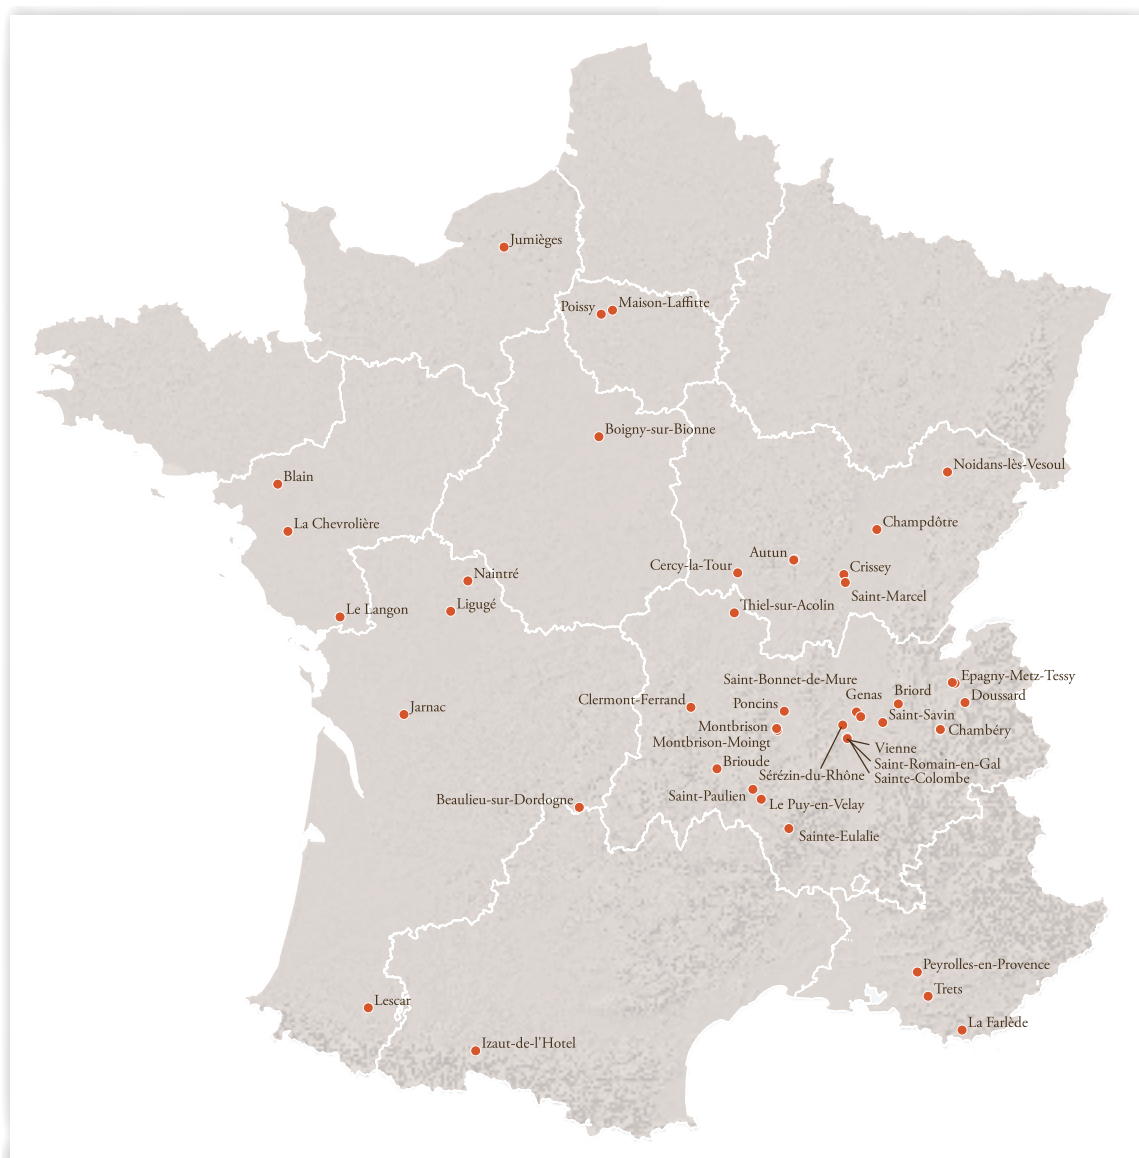 Jumièges
Maison-Laffitte
Poissy
Boigny-sur-Bionne
Noidans-lès-Vesoul
Blain
La Chevrolière
Champdôtre
Autun
Cercy-la-Tour
Crissey
Naintré
Saint-Marcel
Ligugé
Thiel-sur-Acolin
Le Langon
Saint-Bonnet-de-Mure
Epagny-Metz-Tessy
Genas
Briord
Doussard
Clermont-Ferrand
Poncins
Jarnac
Saint-Savin
Montbrison
Chambéry
Montbrison-Moingt
Vienne
Brioude
Saint-Romain-en-Gal
Sérézin-du-Rhône
Sainte-Colombe
Saint-Paulien
Beaulieu-sur-Dordogne
Le Puy-en-Velay
Sainte-Eulalie
Peyrolles-en-Provence
Trets
Lescar
La Farlède
Izaut-de-l'Hotel